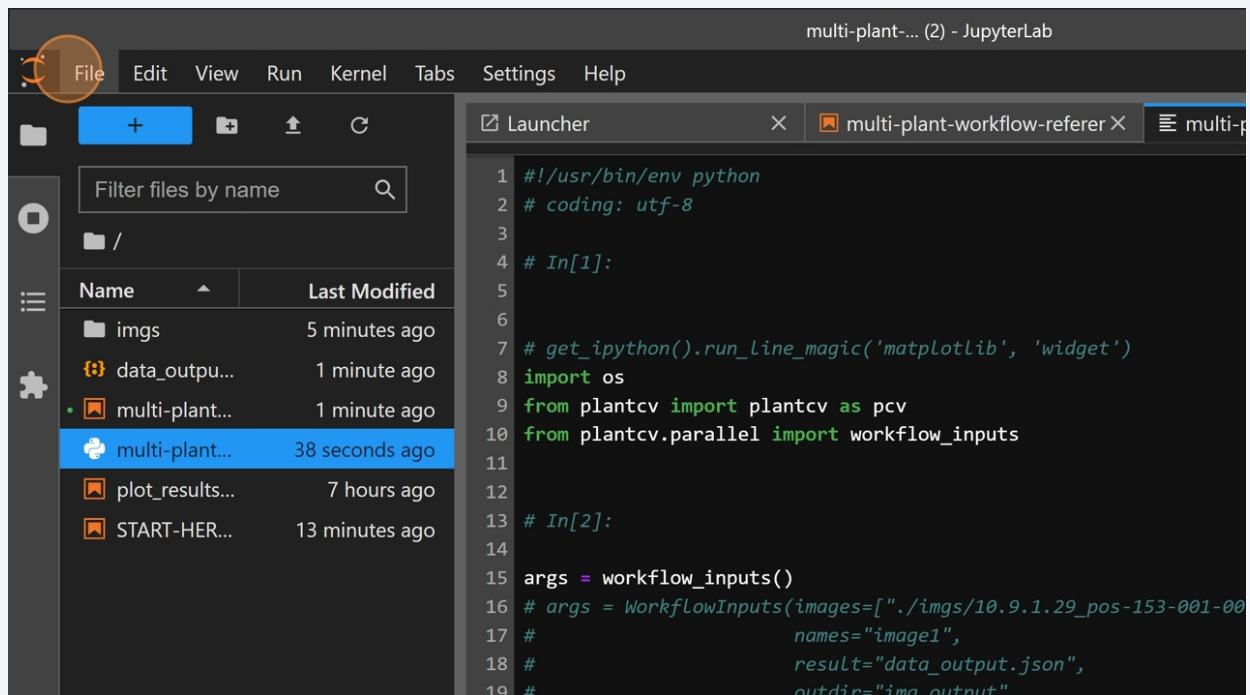 multi-plant-... (2) - JupyterLab
File Edit View Run Kernel Tabs Settings Help
+
Filter files by name
/
Name Last Modified
imgs 5 minutes ago
data_outpu... 1 minute ago
multi-plant... 1 minute ago
multi-plant... 38 seconds ago
plot_results... 7 hours ago
START-HER... 13 minutes ago
Launcher multi-plant-workflow-referer multi-p
1 #!/usr/bin/env python
2 # coding: utf-8
3
4 # In[1]:
5
6
7 # get_ipython().run_line_magic('matplotlib', 'widget')
8 import os
9 from plantcv import plantcv as pcv
10 from plantcv.parallel import workflow_inputs
11
12
13 # In[2]:
14
15 args = workflow_inputs()
16 # args = WorkflowInputs(images=["./imgs/10.9.1.29_pos-153-001-00
17 # names="image1",
18 # result="data_output.json",
19 # outdir="img_output"